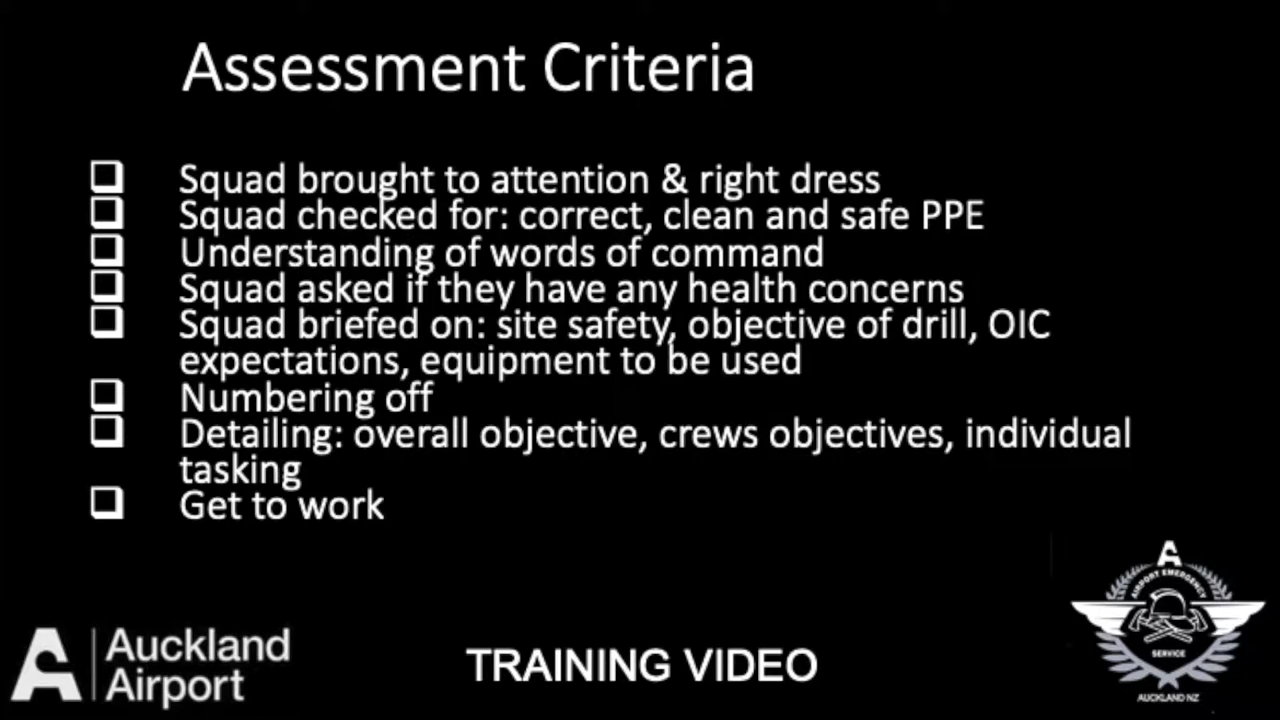 Assessment Criteria
Squad brought to attention & right dress
Squad checked for: correct, clean and safe PPE
Understanding of words of command
Squad asked if they have any health concerns
Squad briefed on: site safety, objective of drill, OIC
expectations, equipment to be used
Numbering off
Detailing: overall objective, crews objectives, individual
tasking
Get to work
Auckland
Airport
TRAINING VIDEO
AIRPORT EMERGENCY
SERVICE
AUCKLAND NZ